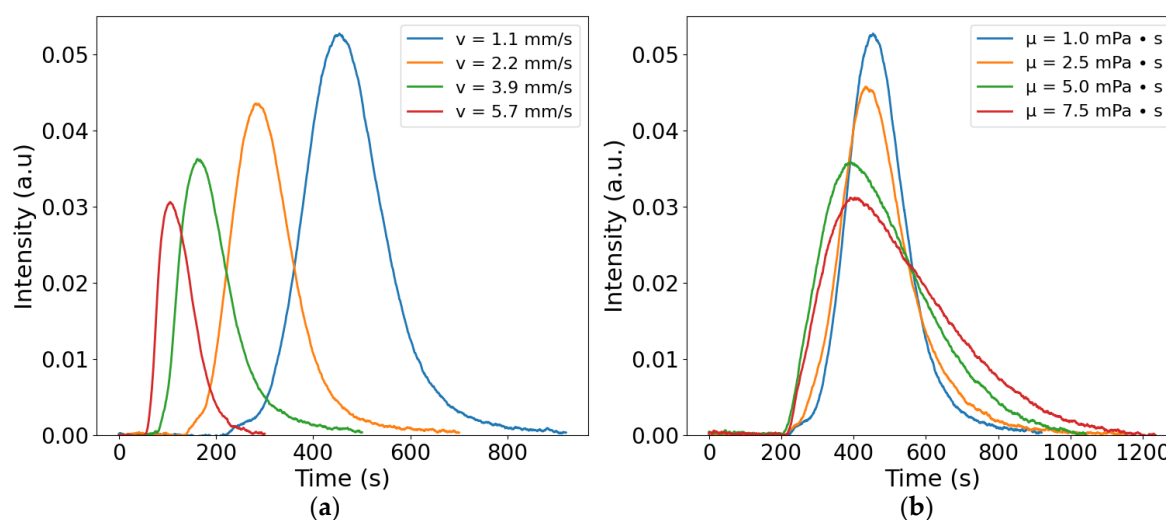 Intensity (a.u)
0.05
0.04
0.03
0.02
0.01
0.00
v = 1.1 mm/s
v = 2.2 mm/s
v = 3.9 mm/s
v = 5.7 mm/s
0 200 400 600 800
Time (s)
(a)
Intensity (a.u.)
0.05
0.04
0.03
0.02
0.01
0.00
μ = 1.0 mPa • s
μ = 2.5 mPa • s
μ = 5.0 mPa • s
μ = 7.5 mPa • s
0 200 400 600 800 1000 1200
Time (s)
(b)